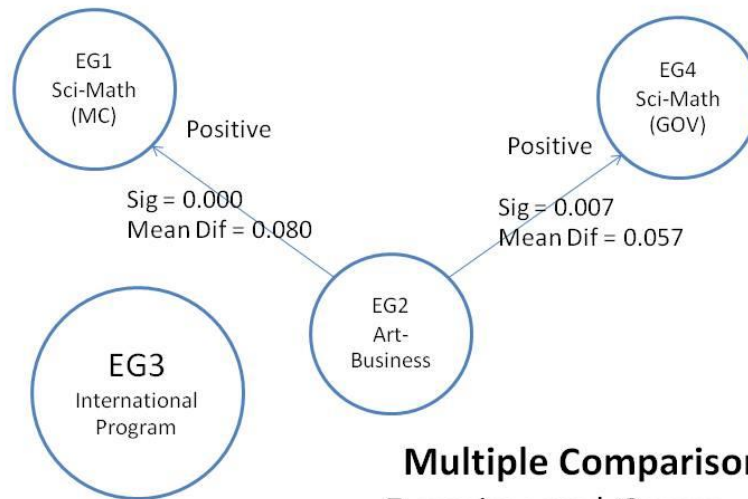 EG1
Sci-Math
(MC)
EG4
Sci-Math
(GOV)
Positive
Positive
Sig = 0.000
Mean Dif = 0.080
Sig = 0.007
Mean Dif = 0.057
EG2
Art-
Business
EG3
International
Program
Multiple Comparison